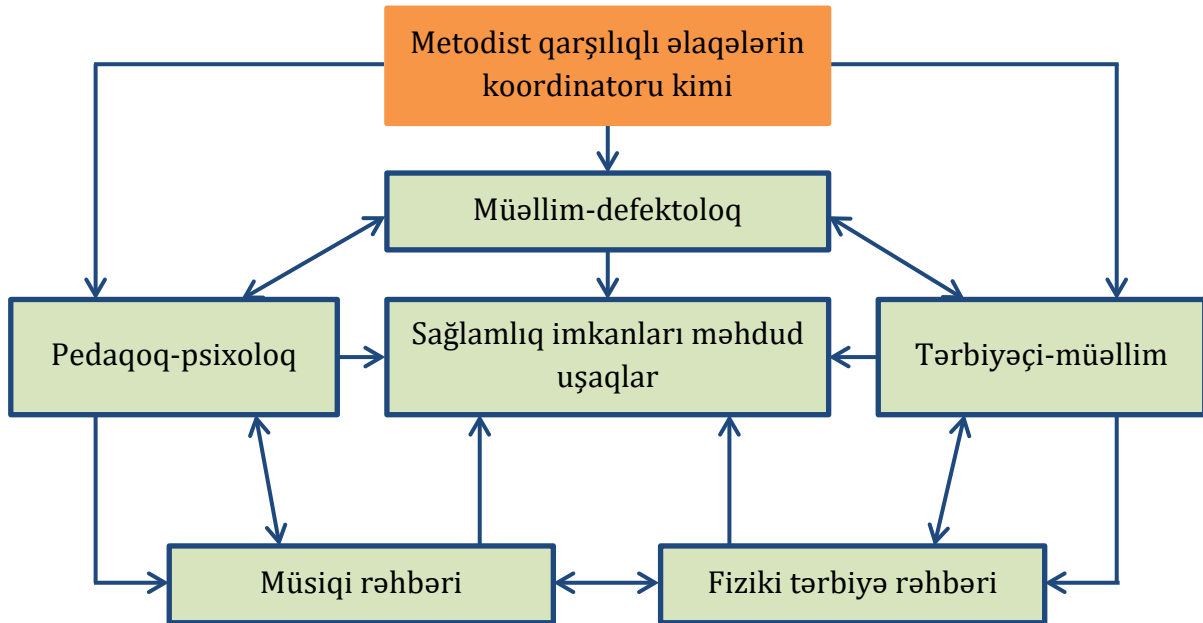 Metodist qarşılıqlı əlaqələrin
koordinatoru kimi
Müəllim-defektoloq
Pedaqoq-psixoloq
Sağlamlıq imkanları məhdud
uşaqlar
Tərbiyəçi-müəllim
Müsiqi rəhbəri
Fiziki tərbiyə rəhbəri